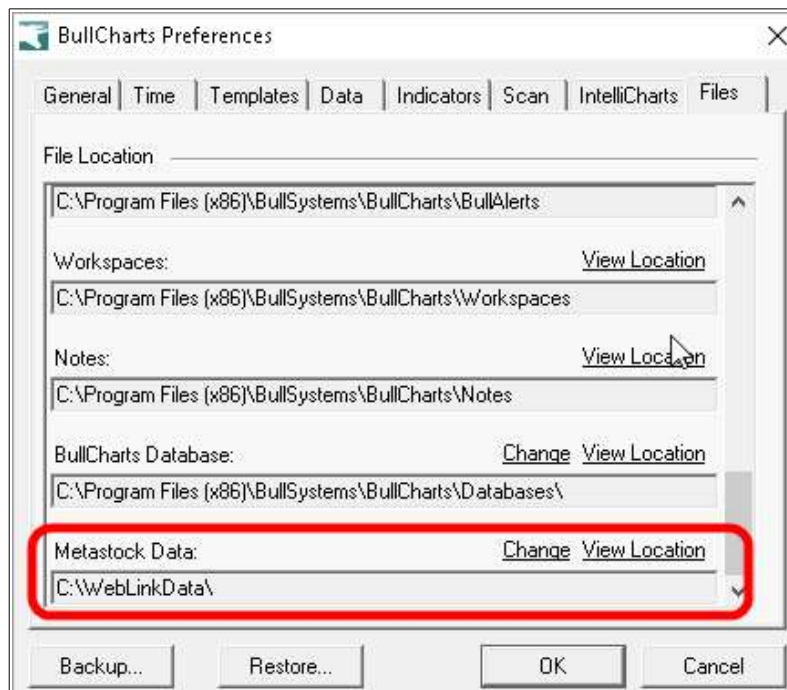 BullCharts Preferences
General Time Templates Data Indicators Scan IntelliCharts Files
File Location
C:\Program Files (x86)\BullSystems\BullCharts\BullAlerts
Workspaces: View Location
C:\Program Files (x86)\BullSystems\BullCharts\Workspaces
Notes: View Location
C:\Program Files (x86)\BullSystems\BullCharts\Notes
BullCharts Database: Change View Location
C:\Program Files (x86)\BullSystems\BullCharts\Databases\
Metastock Data: Change View Location
C:\WebLinkData\
Backup... Restore... OK Cancel